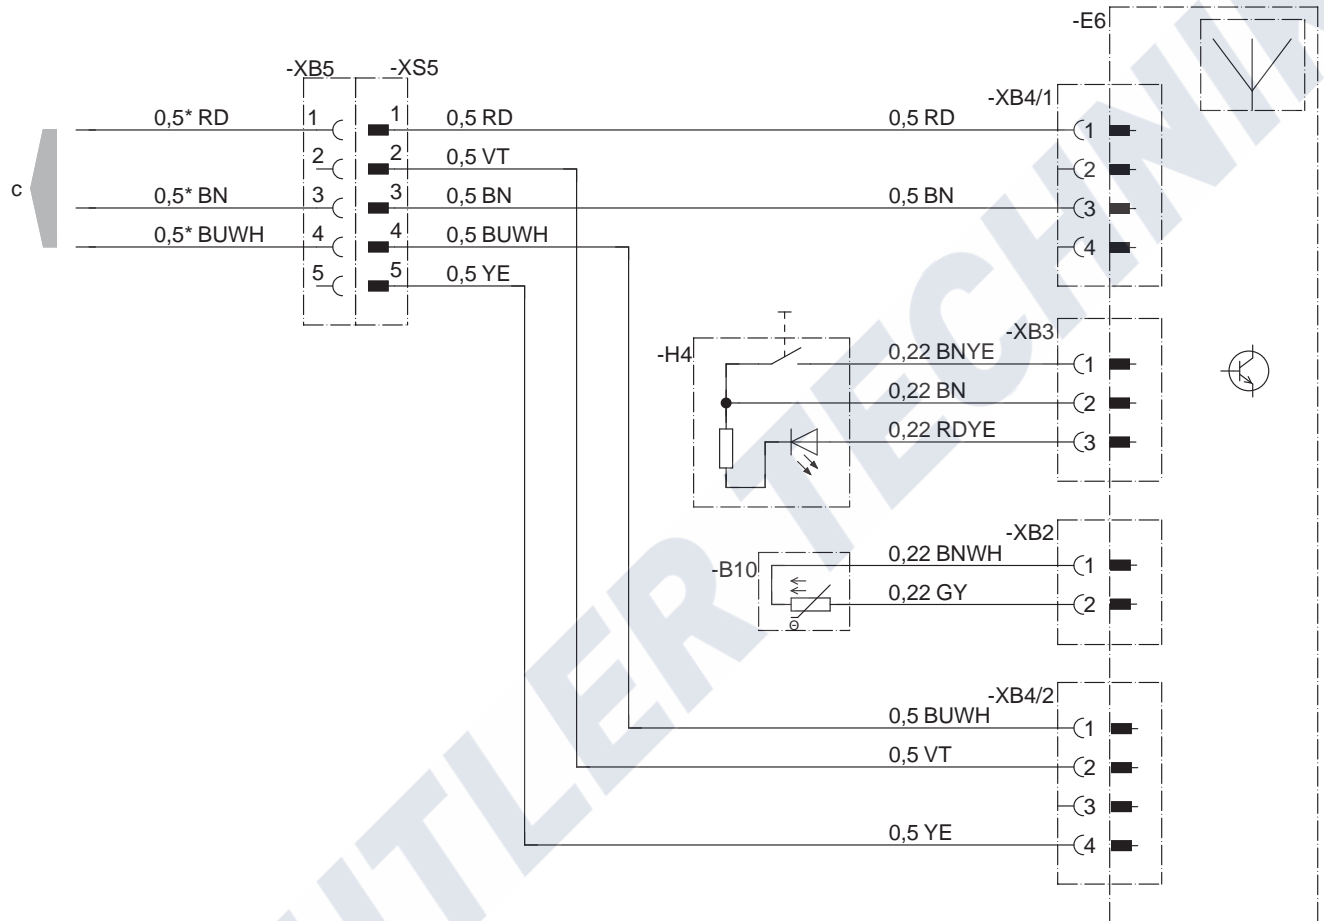 -E6
-XB5 -XS5
-XB4/1
0,5* RD 1 1 0,5 RD 0,5 RD 1
2 2 0,5 VT 2
c
0,5* BN 3 3 0,5 BN 0,5 BN 3
0,5* BUWH 4 4 0,5 BUWH 4
5 5 0,5 YE
-XB3
-H4
0,22 BNYE 1
0,22 BN 2
0,22 RDYE 3
-XB2
-B10
0,22 BNWH 1
0,22 GY 2
Θ
-XB4/2
0,5 BUWH 1
0,5 VT 2
3
0,5 YE 4